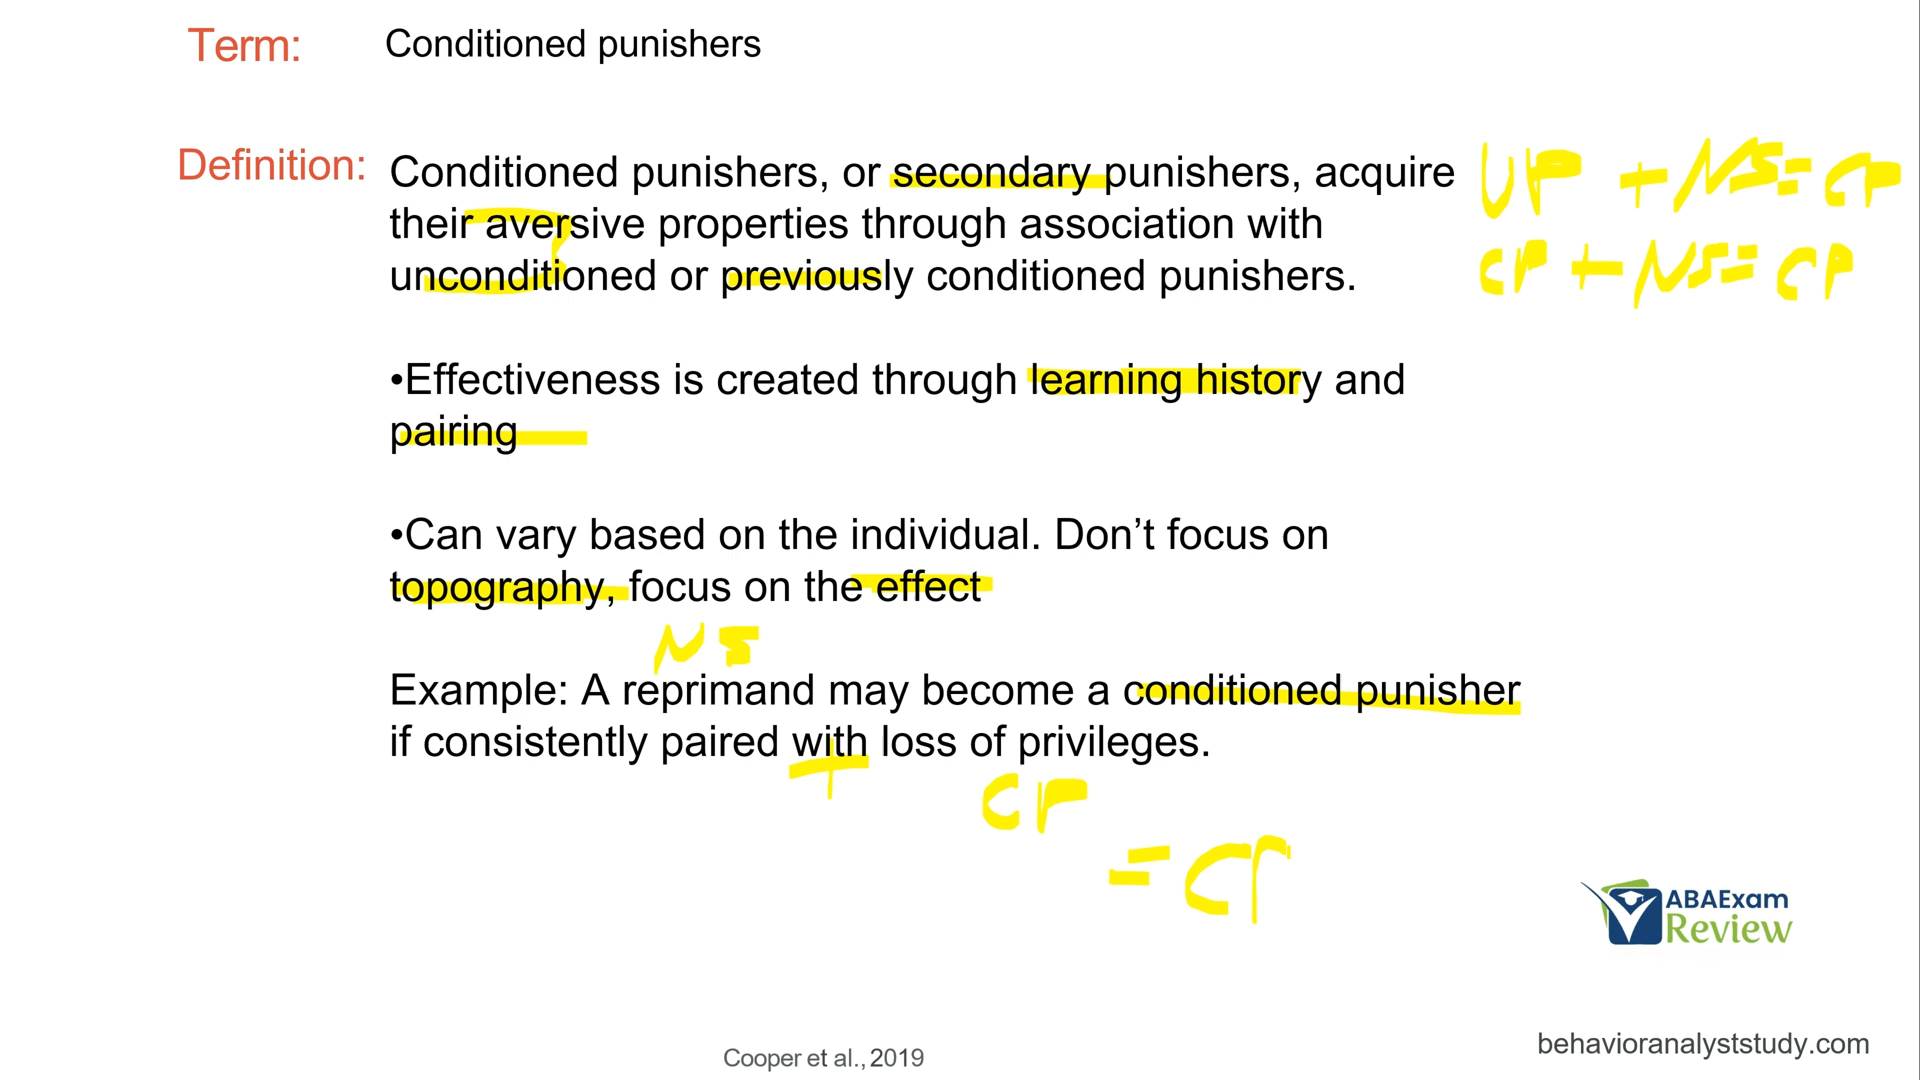 Term: Conditioned punishers
Definition: Conditioned punishers, or secondary punishers, acquire
their aversive properties through association with
unconditioned or previously conditioned punishers.
UP + NS = CP
CP + NS = CP
•Effectiveness is created through learning history and
pairing
•Can vary based on the individual. Don’t focus on
topography, focus on the effect
NS
Example: A reprimand may become a conditioned punisher
if consistently paired with loss of privileges.
+ CP
= CP
ABAExam
Review
Cooper et al., 2019
behavioranalyststudy.com